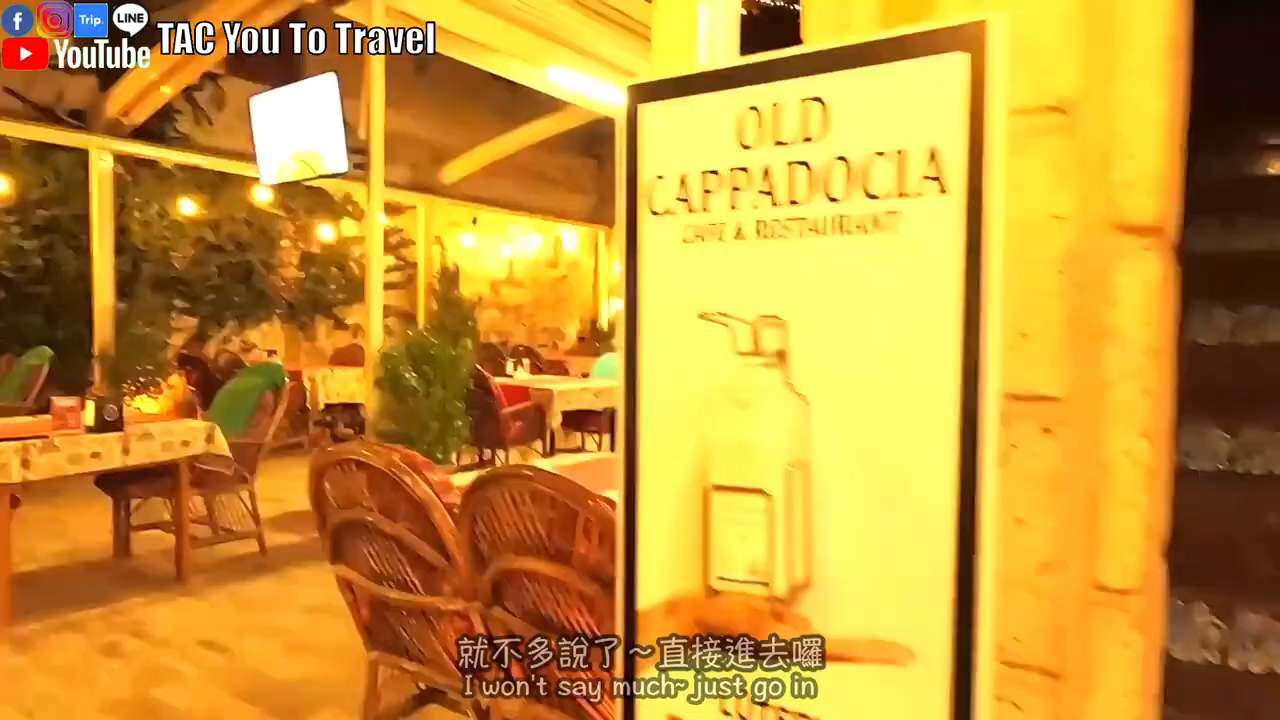 Trip.
LINE
YouTube
TAC You To Travel
OLD
CAPPADOCIA
CAFE & RESTAURANT
就不多說了～直接進去囉
I won't say much~ just go in